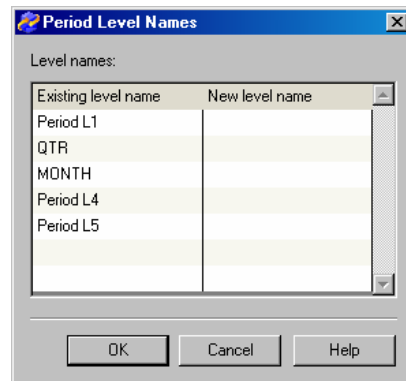 Period Level Names
Level names:
Existing level name New level name
Period L1
QTR
MONTH
Period L4
Period L5
OK Cancel Help